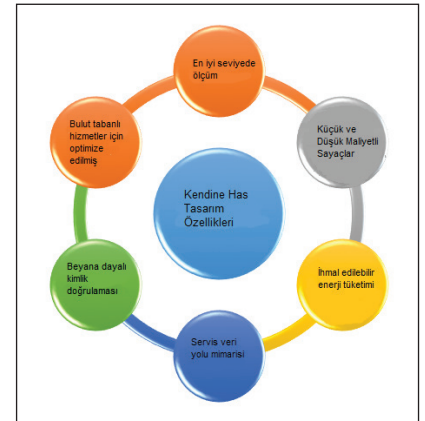 En iyi seviyede
ölçüm
Küçük ve
Düşük Maliyetli
Sayaçlar
İhmal edilebilir
enerji tüketimi
Servis veri
yolu mimarisi
Beyana dayalı
kimlik
doğrulaması
Bulut tabanlı
hizmetler için
optimize
edilmiş
Kendine Has
Tasarım
Özellikleri